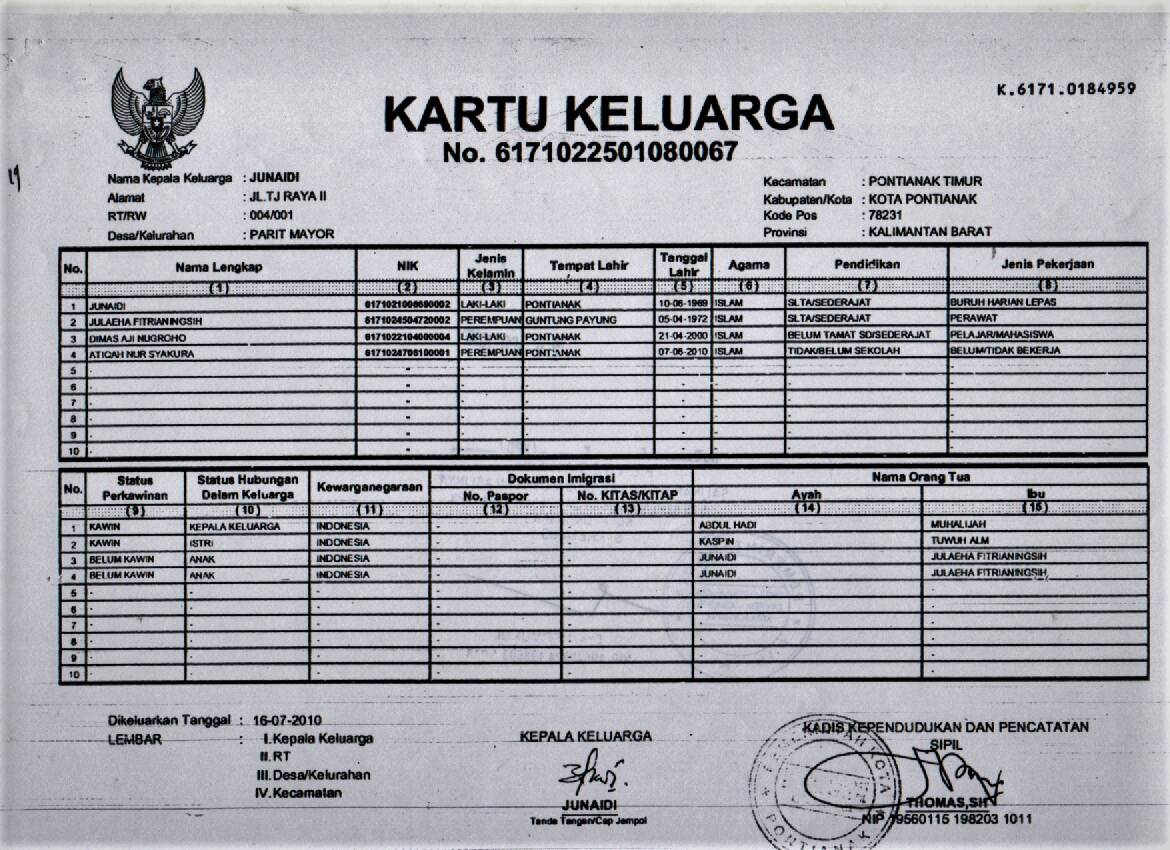 K.6171.0184959
KARTU KELUARGA
No. 6171022501080067
Nama Kepala Keluarga : JUNAIDI
Alamat : JL.TJ RAYA II
RT/RW : 004/001
Desa/Kelurahan : PARIT MAYOR
Kecamatan : PONTIANAK TIMUR
Kabupaten/Kota : KOTA PONTIANAK
Kode Pos : 78231
Provinsi : KALIMANTAN BARAT
No. Nama Lengkap NIK Jenis Kelamin Tempat Lahir Tanggal Lahir Agama Pendidikan Jenis Pekerjaan
(1) (2) (3) (4) (5) (6) (7) (8)
1 JUNAIDI 6171021006690002 LAKI-LAKI PONTIANAK 10-06-1969 ISLAM SLTA/SEDERAJAT BURUH HARIAN LEPAS
2 JULAEHA FITRIANINGSIH 6171024504720002 PEREMPUAN GUNTUNG PAYUNG 05-04-1972 ISLAM SLTA/SEDERAJAT PERAWAT
3 DIMAS AJI NUGROHO 6171022104000004 LAKI-LAKI PONTIANAK 21-04-2000 ISLAM BELUM TAMAT SD/SEDERAJAT PELAJAR/MAHASISWA
4 ATIQAH NUR SYAKURA 6171024706100001 PEREMPUAN PONTIANAK 07-06-2010 ISLAM TIDAK/BELUM SEKOLAH BELUM/TIDAK BEKERJA
5 - - - - - - - -
6 - - - - - - - -
7 - - - - - - - -
8 - - - - - - - -
9 - - - - - - - -
10 - - - - - - - -
No. Status Perkawinan Status Hubungan Dalam Keluarga Kewarganegaraan Dokumen Imigrasi Nama Orang Tua
No. Paspor No. KITAS/KITAP Ayah Ibu
(9) (10) (11) (12) (13) (14) (15)
1 KAWIN KEPALA KELUARGA INDONESIA - - ABDUL HADI MUHALIJAH
2 KAWIN ISTRI INDONESIA - - KASPIN TUWUH ALM
3 BELUM KAWIN ANAK INDONESIA - - JUNAIDI JULAEHA FITRIANINGSIH
4 BELUM KAWIN ANAK INDONESIA - - JUNAIDI JULAEHA FITRIANINGSIH
5 - - - - - - -
6 - - - - - - -
7 - - - - - - -
8 - - - - - - -
9 - - - - - - -
10 - - - - - - -
Dikeluarkan Tanggal : 16-07-2010
LEMBAR : I. Kepala Keluarga
II. RT
III. Desa/Kelurahan
IV. Kecamatan
KEPALA KELUARGA
JUNAIDI
Tanda Tangan/Cap Jempol
KADIS KEPENDUDUKAN DAN PENCATATAN
SIPIL
THOMAS,SH
NIP 19560115 198203 1011
PONTIANAK